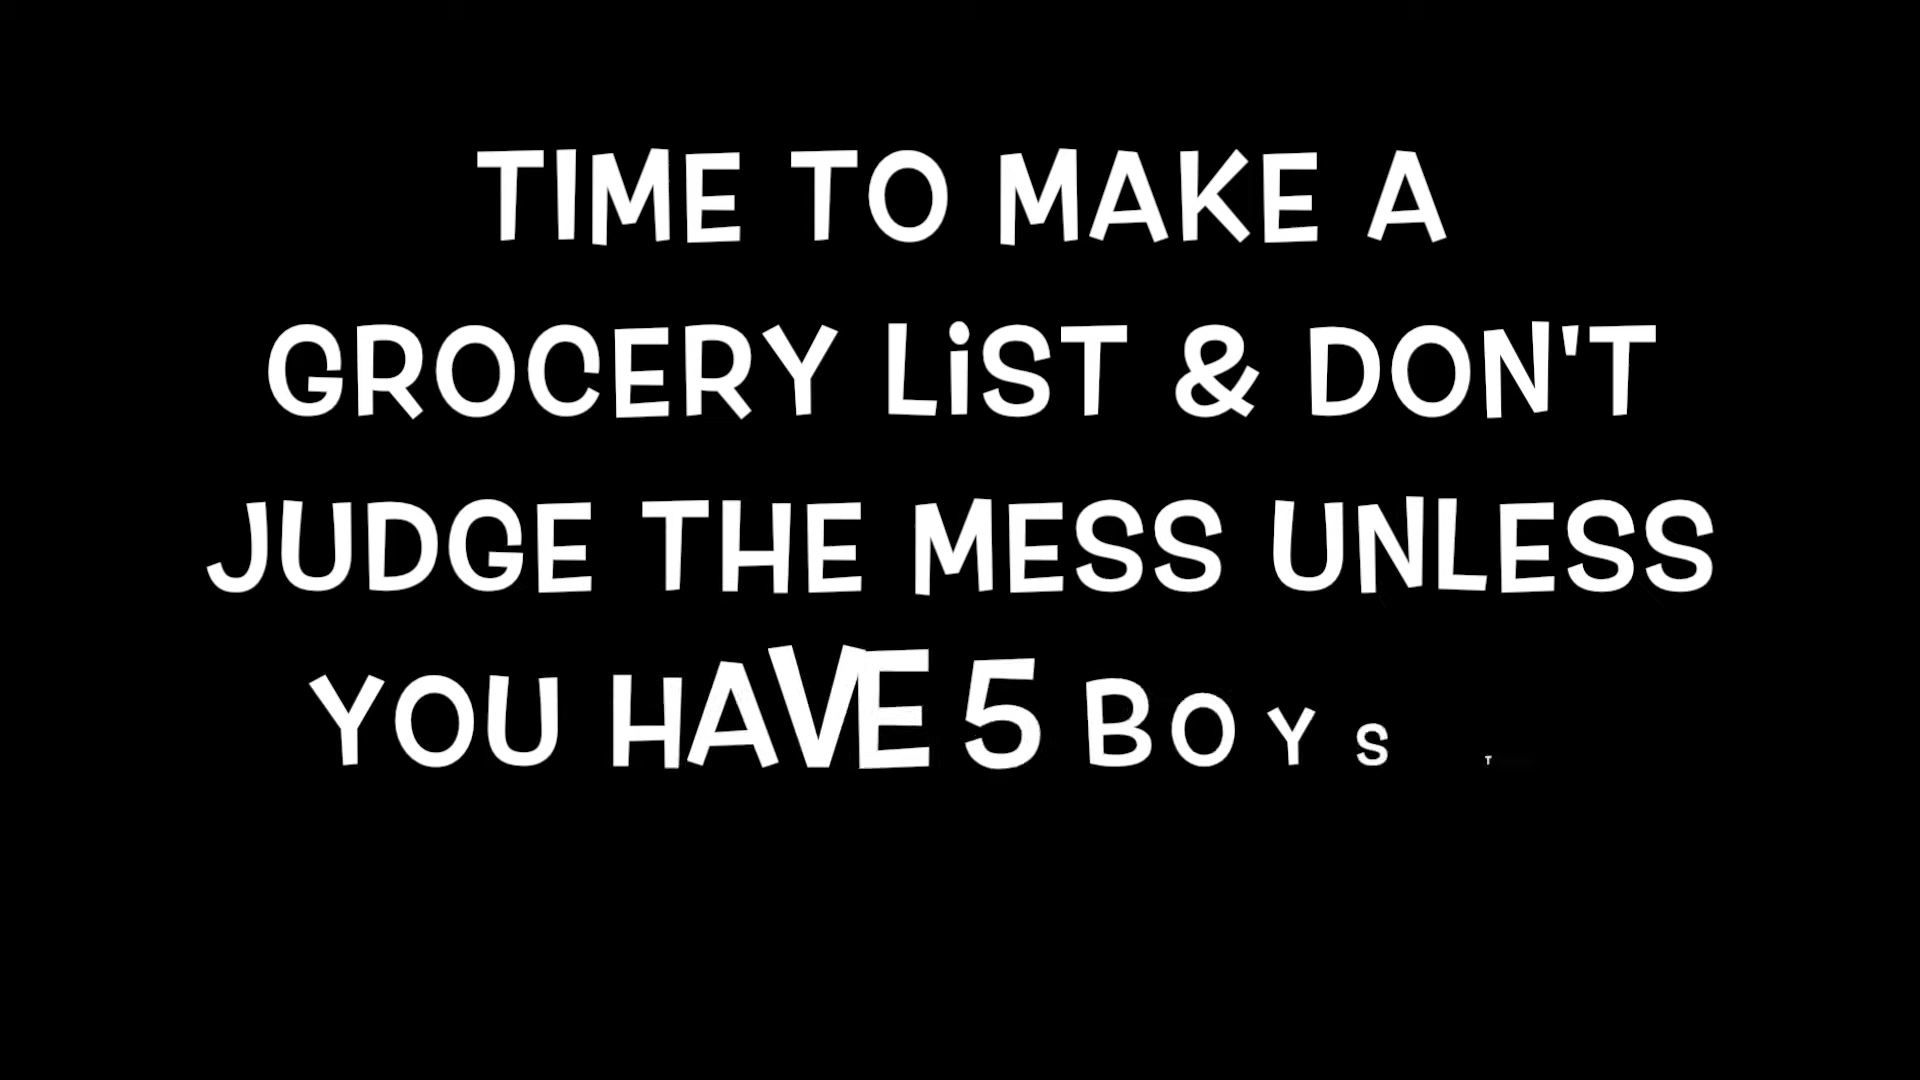 TIME TO MAKE A
GROCERY LiST & DON'T
JUDGE THE MESS UNLESS
YOU HAVE 5 BOYS T